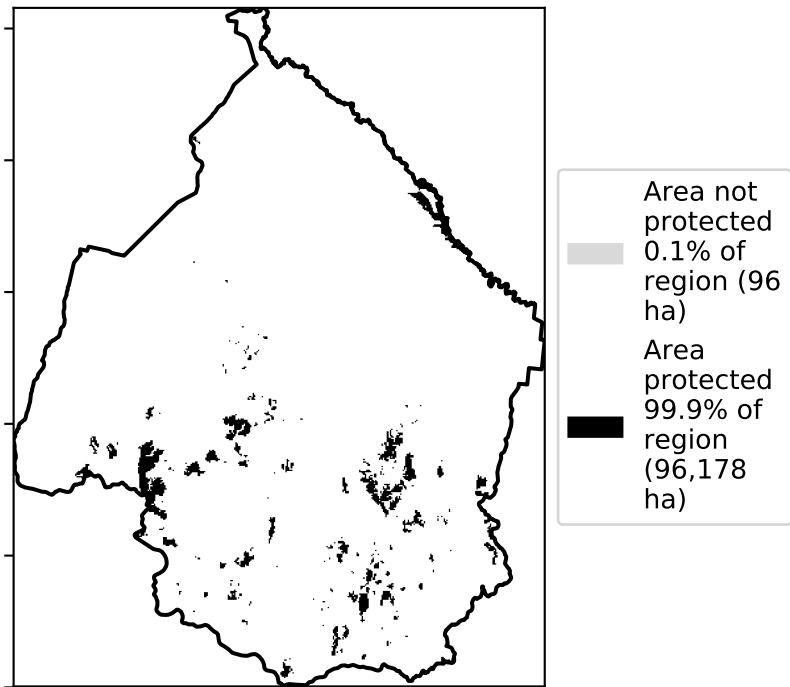 Area not
protected
0.1% of
region (96
ha)
Area
protected
99.9% of
region
(96,178
ha)